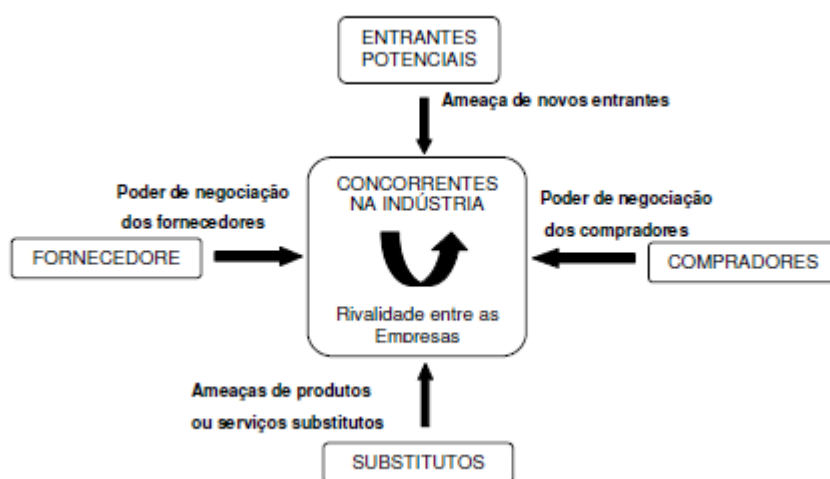 ENTRANTES
POTENCIAIS
Ameaça de novos entrantes
Poder de negociação
dos fornecedores
CONCORRENTES
NA INDÚSTRIA
Poder de negociação
dos compradores
FORNECEDORE
COMPRADORES
Rivalidade entre as
Empresas
Ameaças de produtos
ou serviços substitutos
SUBSTITUTOS